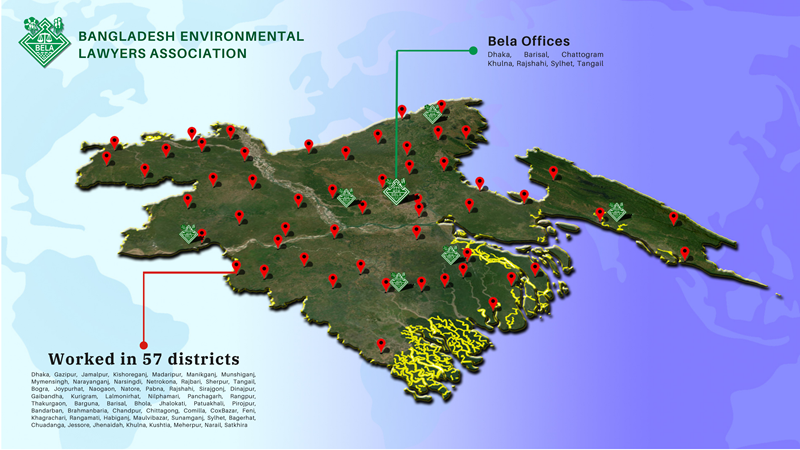 BELA
BANGLADESH ENVIRONMENTAL
LAWYERS ASSOCIATION
Bela Offices
Dhaka, Barisal, Chattogram
Khulna, Rajshahi, Sylhet, Tangail
Worked in 57 districts
Dhaka, Gazipur, Jamalpur, Kishoreganj, Madaripur, Manikganj, Munshiganj,
Mymensingh, Narayanganj, Narsingdi, Netrokona, Rajbari, Sherpur, Tangail,
Bogra, Joypurhat, Naogaon, Natore, Pabna, Rajshahi, Sirajgonj, Dinajpur,
Gaibandha, Kurigram, Lalmonirhat, Nilphamari, Panchagarh, Rangpur,
Thakurgaon, Barguna, Barisal, Bhola, Jhalokati, Patuakhali, Pirojpur,
Bandarban, Brahmanbaria, Chandpur, Chittagong, Comilla, CoxBazar, Feni,
Khagrachari, Rangamati, Habiganj, Maulvibazar, Sunamganj, Sylhet, Bagerhat,
Chuadanga, Jessore, Jhenaidah, Khulna, Kushtia, Meherpur, Narail, Satkhira